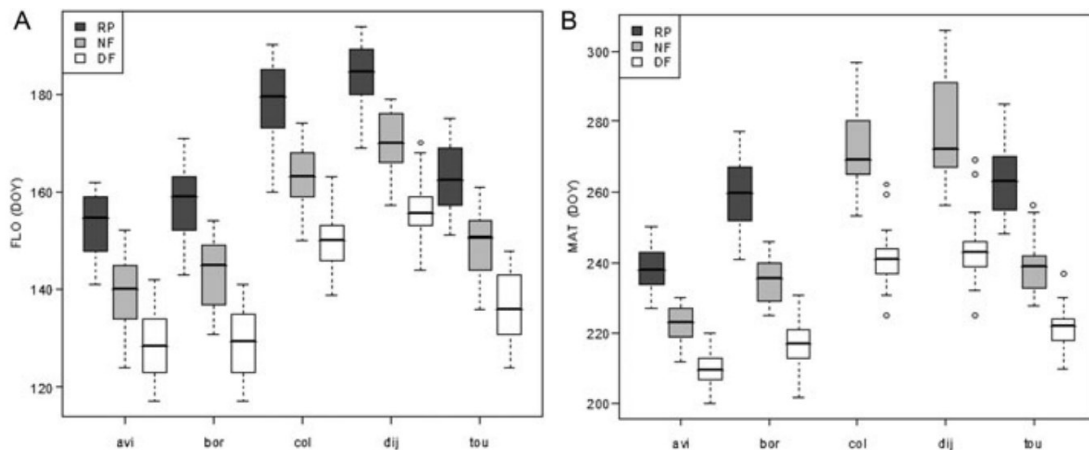 A
RP
NF
DF
FLO (DOY)
180
160
140
120
avi bor col dij tou
B
RP
NF
DF
MAT (DOY)
300
280
260
240
220
200
avi bor col dij tou